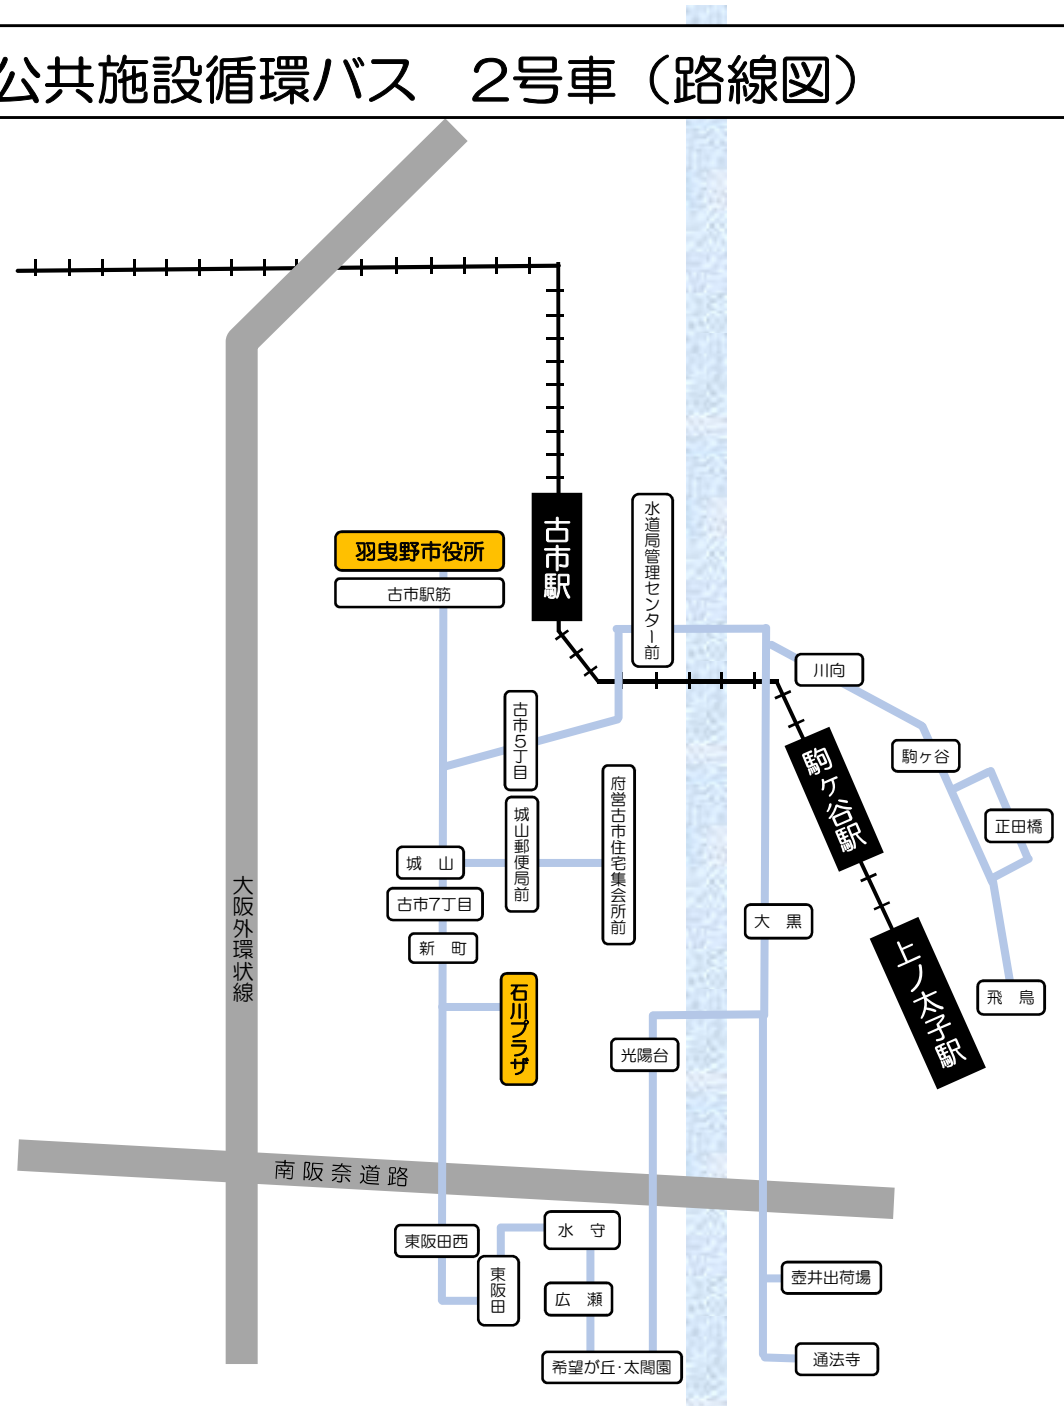 公共施設循環バス　2号車（路線図）
古市駅
水道局管理センター前
羽曳野市役所
古市駅筋
川向
古市5丁目
駒ヶ谷
駒ケ谷駅
府営古市住宅集会所前
城山郵便局前
正田橋
城　山
大阪外環状線
古市7丁目
大　黒
新　町
上ノ太子駅
石川プラザ
飛　鳥
光陽台
南阪奈道路
水　守
東阪田西
東阪田
壺井出荷場
広　瀬
通法寺
希望が丘・太閤園